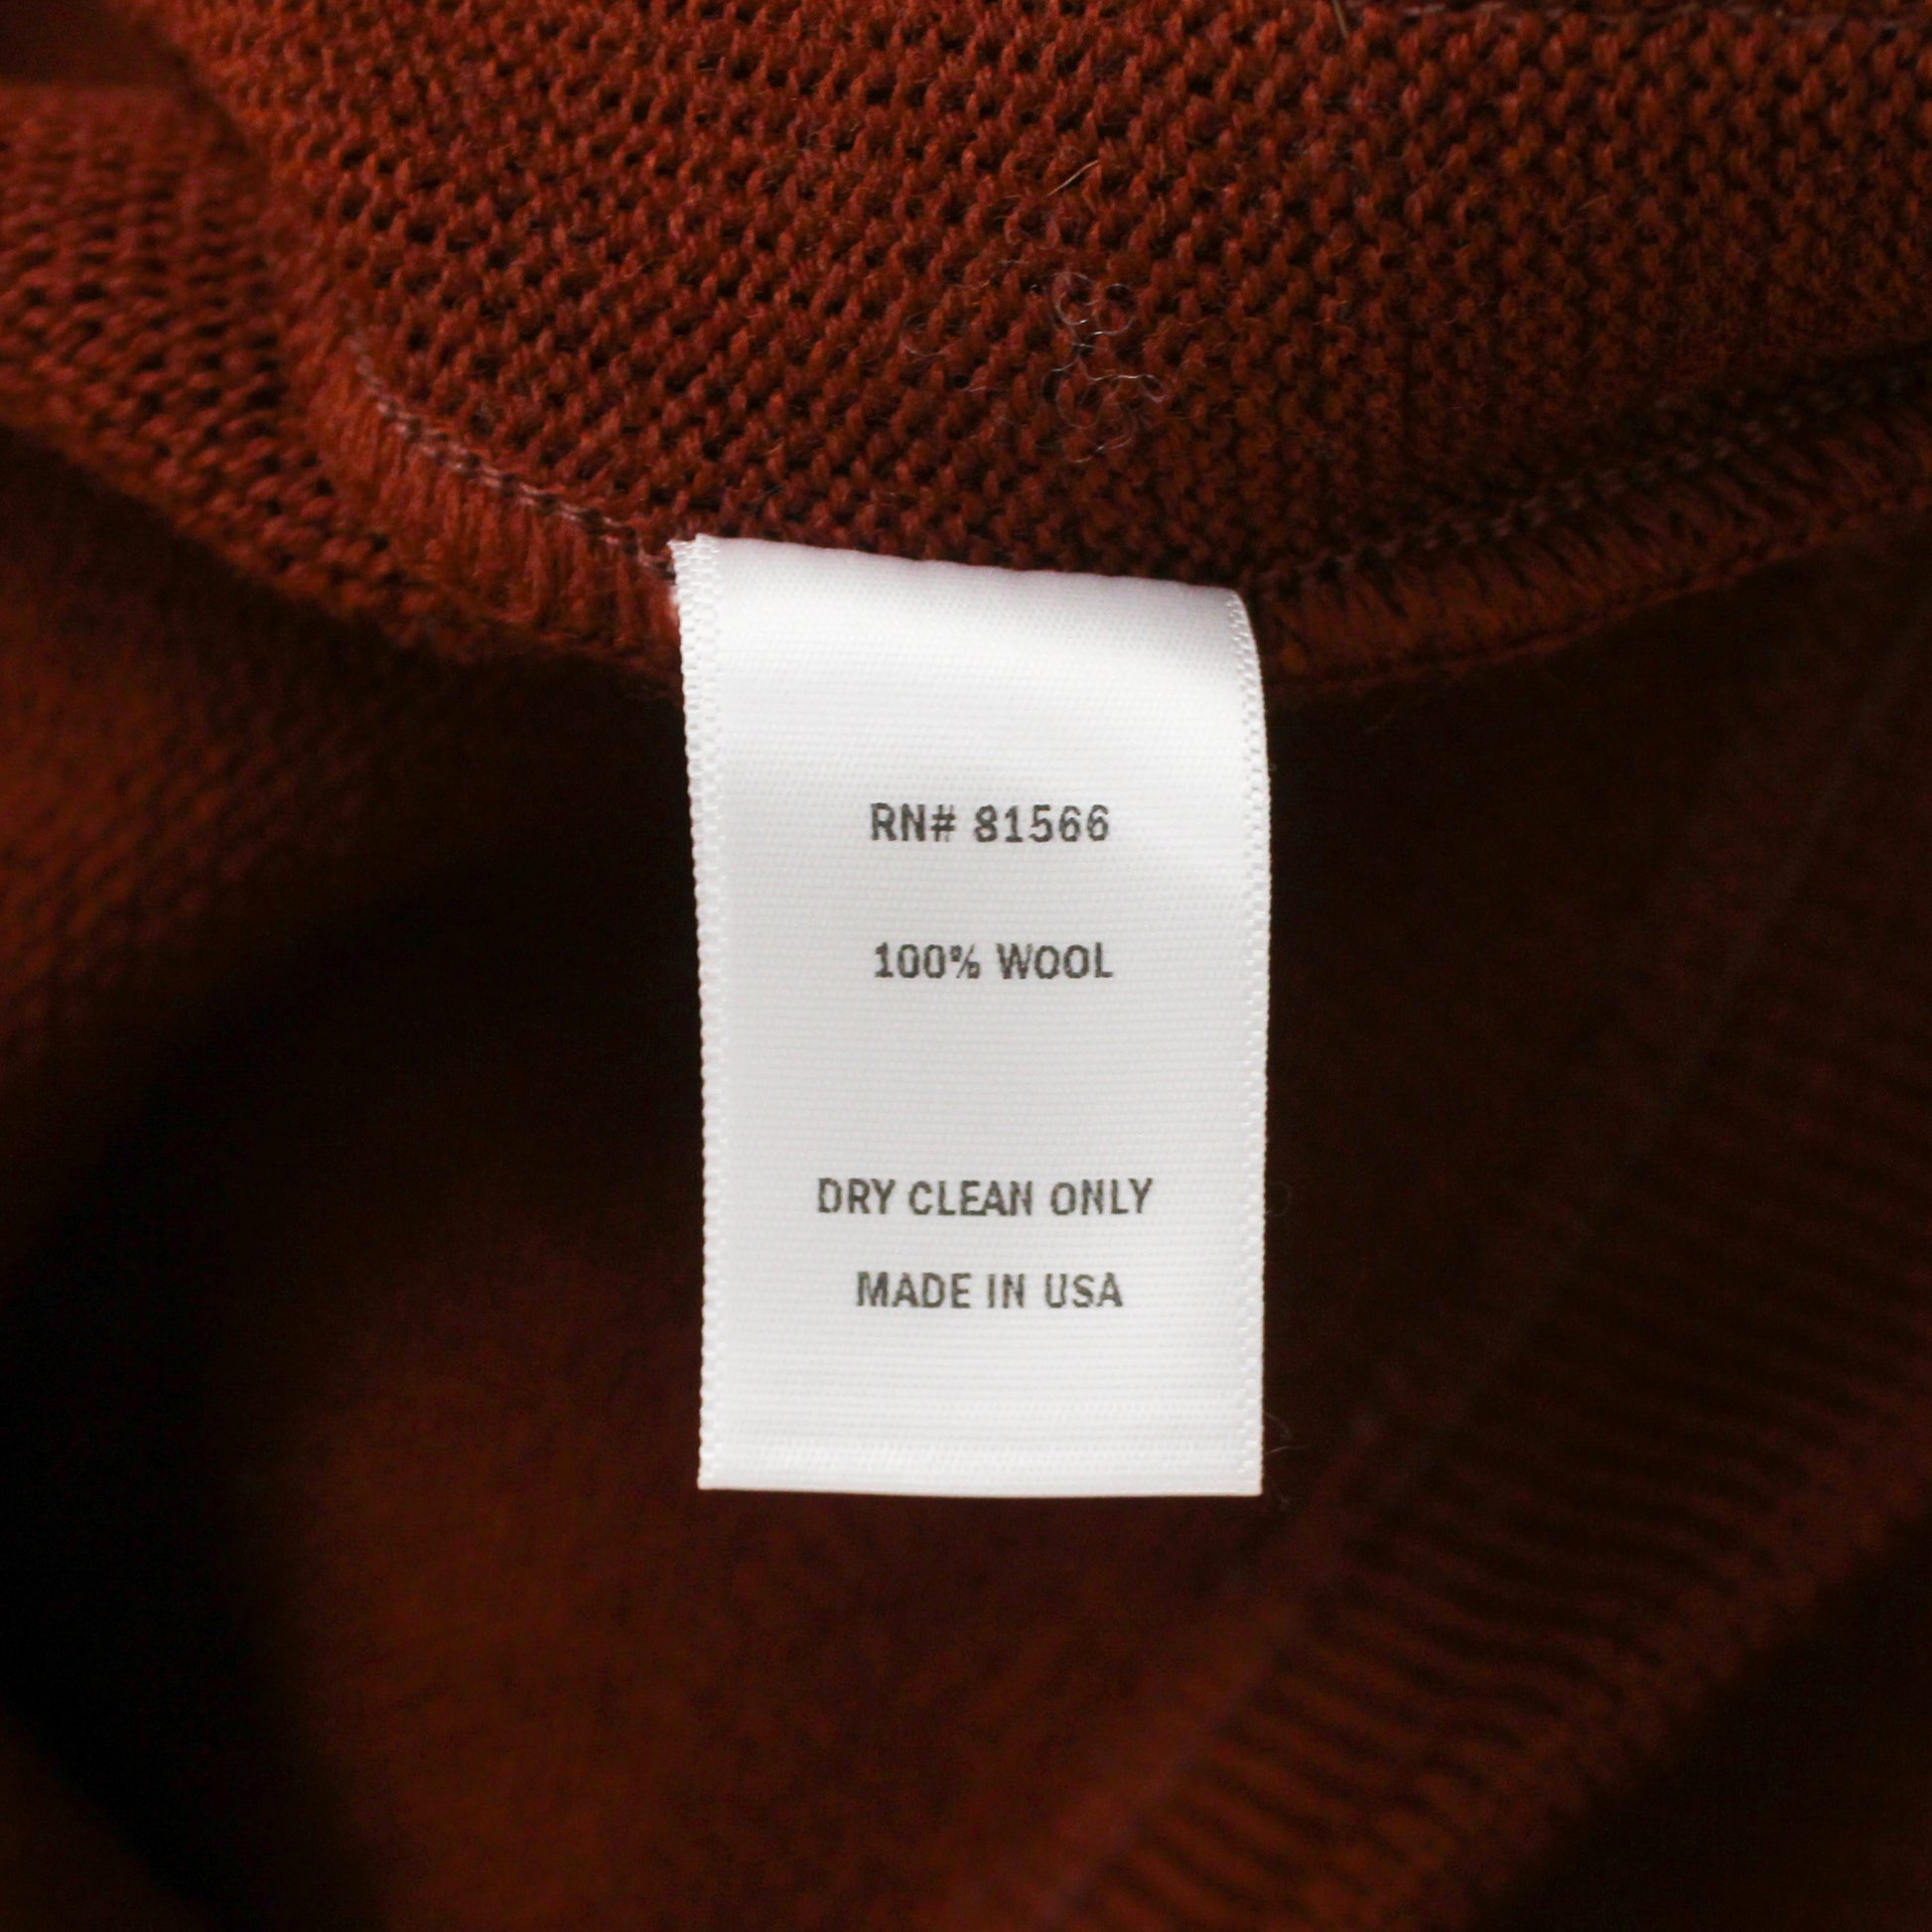 RN# 81566
100% WOOL
DRY CLEAN ONLY
MADE IN USA